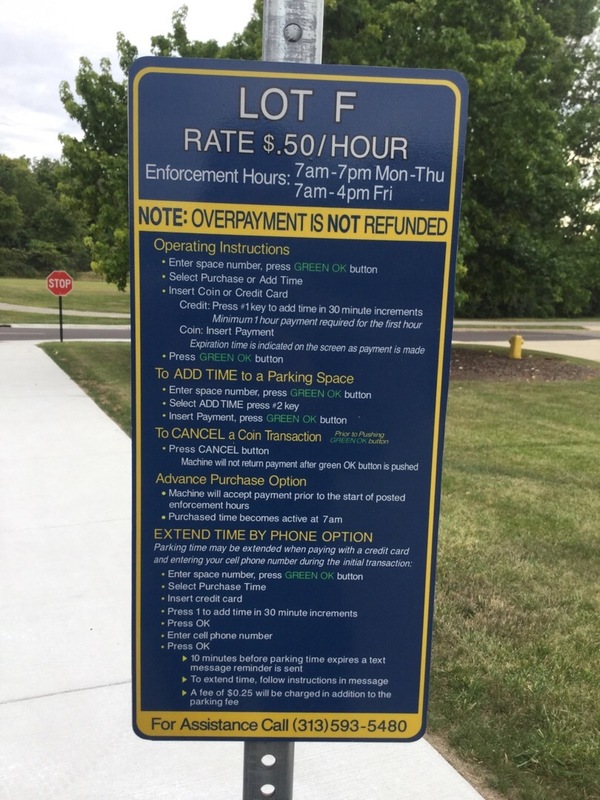 LOT F
RATE $.50/HOUR
Enforcement Hours: 7am-7pm Mon-Thu
7am-4pm Fri
NOTE: OVERPAYMENT IS NOT REFUNDED
Operating Instructions
• Enter space number, press GREEN OK button
• Select Purchase or Add Time
• Insert Coin or Credit Card
Credit: Press #1 key to add time in 30 minute increments
Minimum 1 hour payment required for the first hour
Coin: Insert Payment
Expiration time is indicated on the screen as payment is made
• Press GREEN OK button
To ADD TIME to a Parking Space
• Enter space number, press GREEN OK button
• Select ADD TIME press #2 key
• Insert Payment, press GREEN OK button
To CANCEL a Coin Transaction Prior to Pushing
GREEN OK button
• Press CANCEL button
Machine will not return payment after green OK button is pushed
Advance Purchase Option
• Machine will accept payment prior to the start of posted
enforcement hours
• Purchased time becomes active at 7am
EXTEND TIME BY PHONE OPTION
Parking time may be extended when paying with a credit card
and entering your cell phone number during the initial transaction:
• Enter space number, press GREEN OK button
• Select Purchase Time
• Insert credit card
• Press 1 to add time in 30 minute increments
• Press OK
• Enter cell phone number
• Press OK
▸ 10 minutes before parking time expires a text
message reminder is sent
▸ To extend time, follow instructions in message
▸ A fee of $0.25 will be charged in addition to the
parking fee
For Assistance Call (313)593-5480
STOP